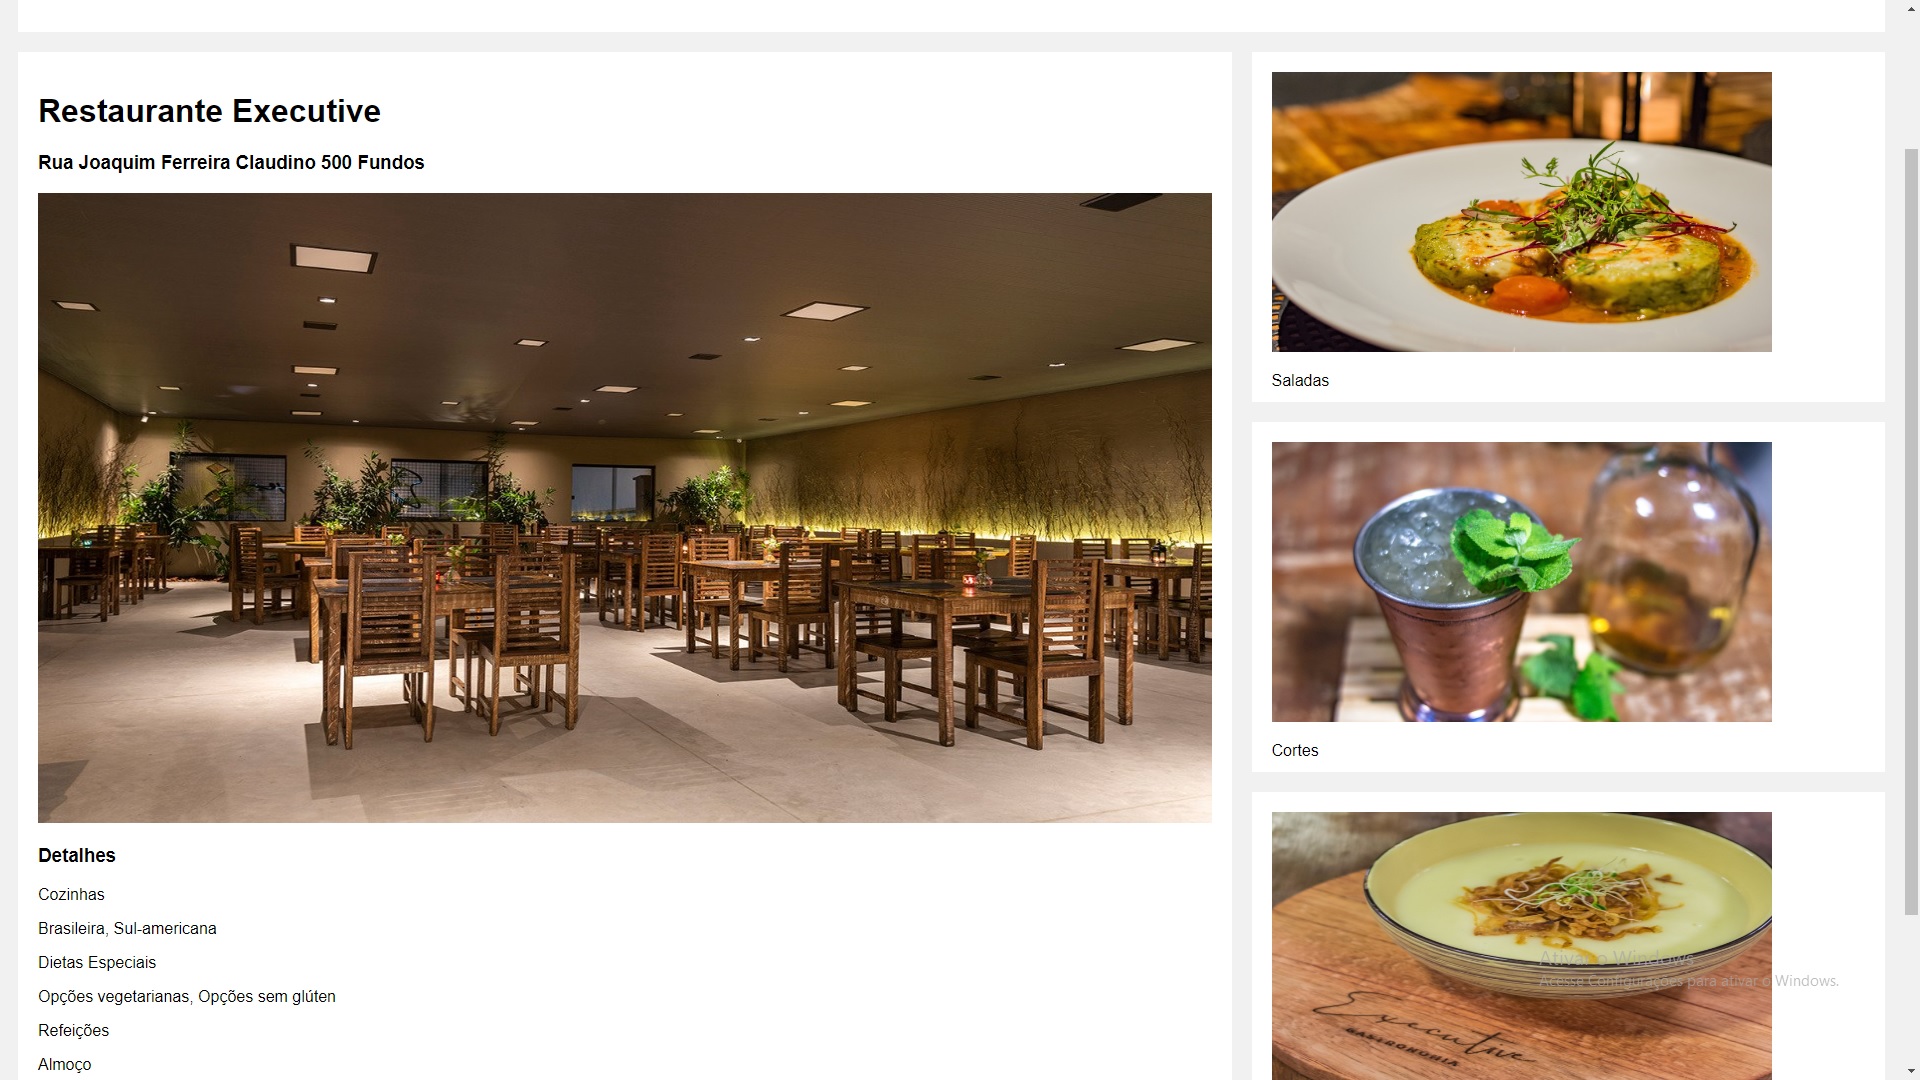 Restaurante Executive
Rua Joaquim Ferreira Claudino 500 Fundos
Detalhes
Cozinhas
Brasileira, Sul-americana
Dietas Especiais
Opções vegetarianas, Opções sem glúten
Refeições
Almoço
Saladas
Cortes
Executive
GASTRONOMIA
Ativar o Windows
Acesse Configurações para ativar o Windows.